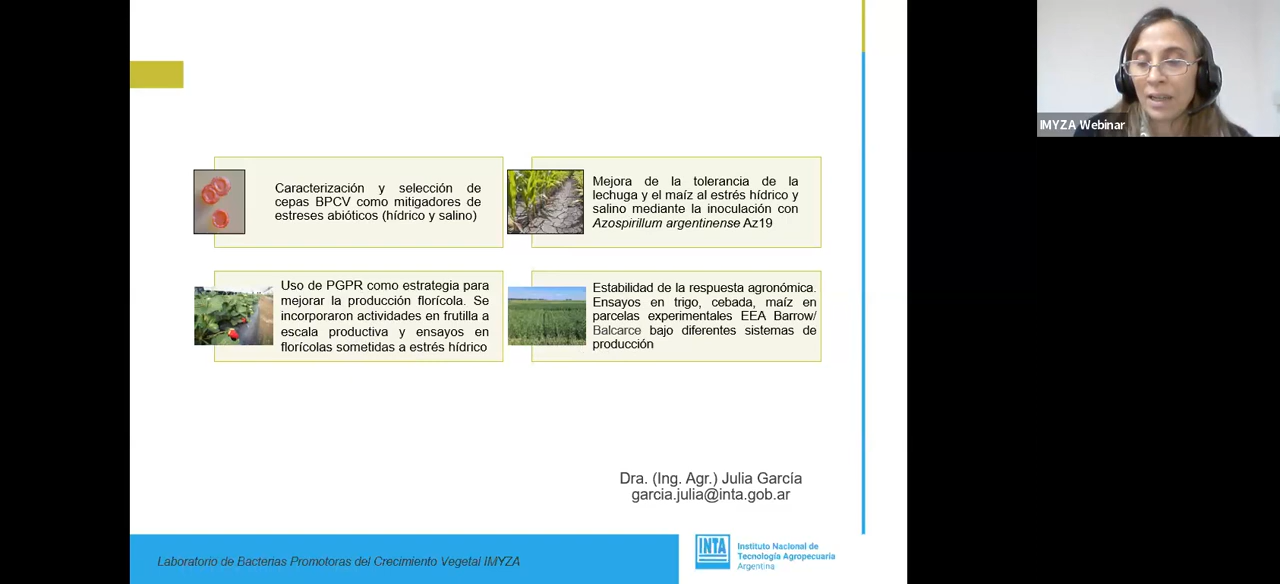 IMYZA Webinar
Caracterización y selección de
cepas BPCV como mitigadores de
estreses abióticos (hídrico y salino)
Mejora de la tolerancia de la
lechuga y el maíz al estrés hídrico y
salino mediante la inoculación con
Azospirillum argentinense Az19
Uso de PGPR como estrategia para
mejorar la producción florícola. Se
incorporaron actividades en frutilla a
escala productiva y ensayos en
florícolas sometidas a estrés hídrico
Estabilidad de la respuesta agronómica.
Ensayos en trigo, cebada, maíz en
parcelas experimentales EEA Barrow/
Balcarce bajo diferentes sistemas de
producción
Dra. (Ing. Agr.) Julia García
garcia.julia@inta.gob.ar
Laboratorio de Bacterias Promotoras del Crecimiento Vegetal IMYZA
INTA
Instituto Nacional de
Tecnología Agropecuaria
Argentina